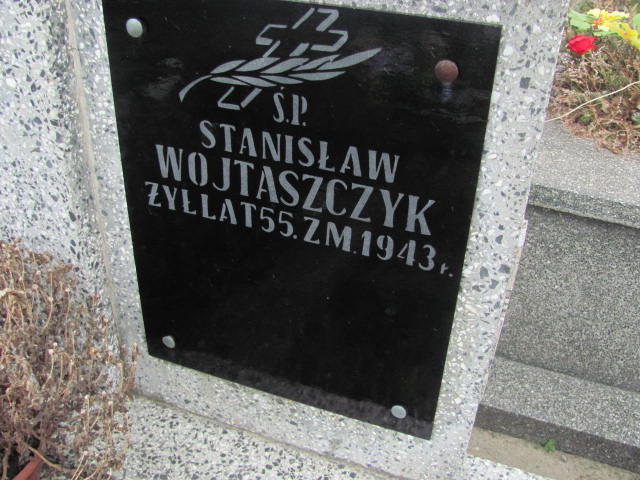 Ś.P.
STANISŁAW
WOJTASZCZYK
ŻYŁ LAT 55. ZM. 1943 r.